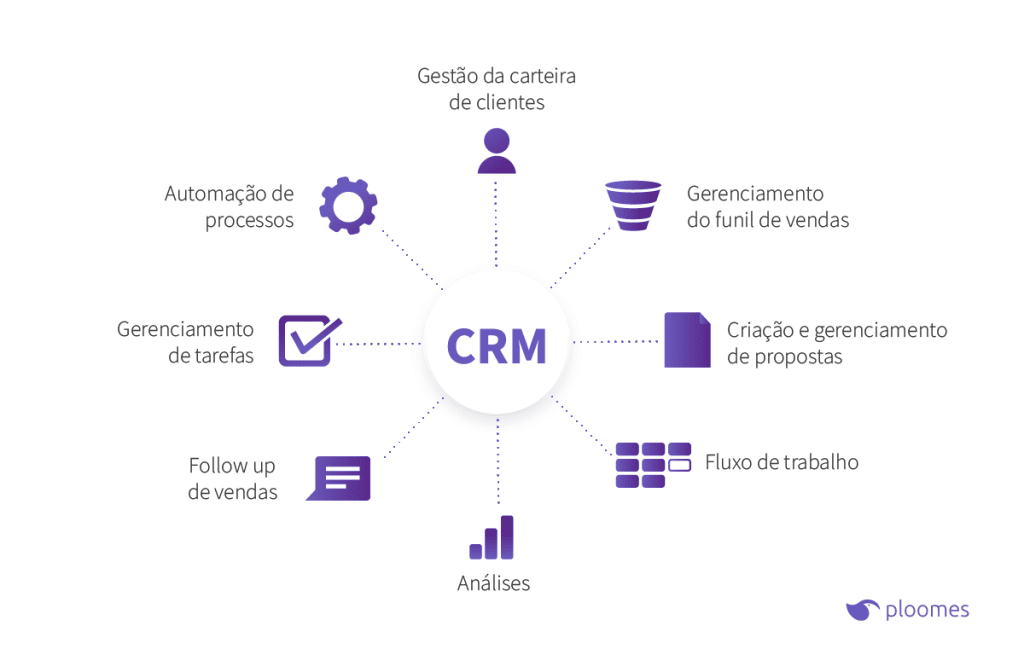 Gestão da carteira
de clientes
Automação de
processos
Gerenciamento
do funil de vendas
Gerenciamento
de tarefas
CRM
Criação e gerenciamento
de propostas
Follow up
de vendas
Fluxo de trabalho
Análises
ploomes